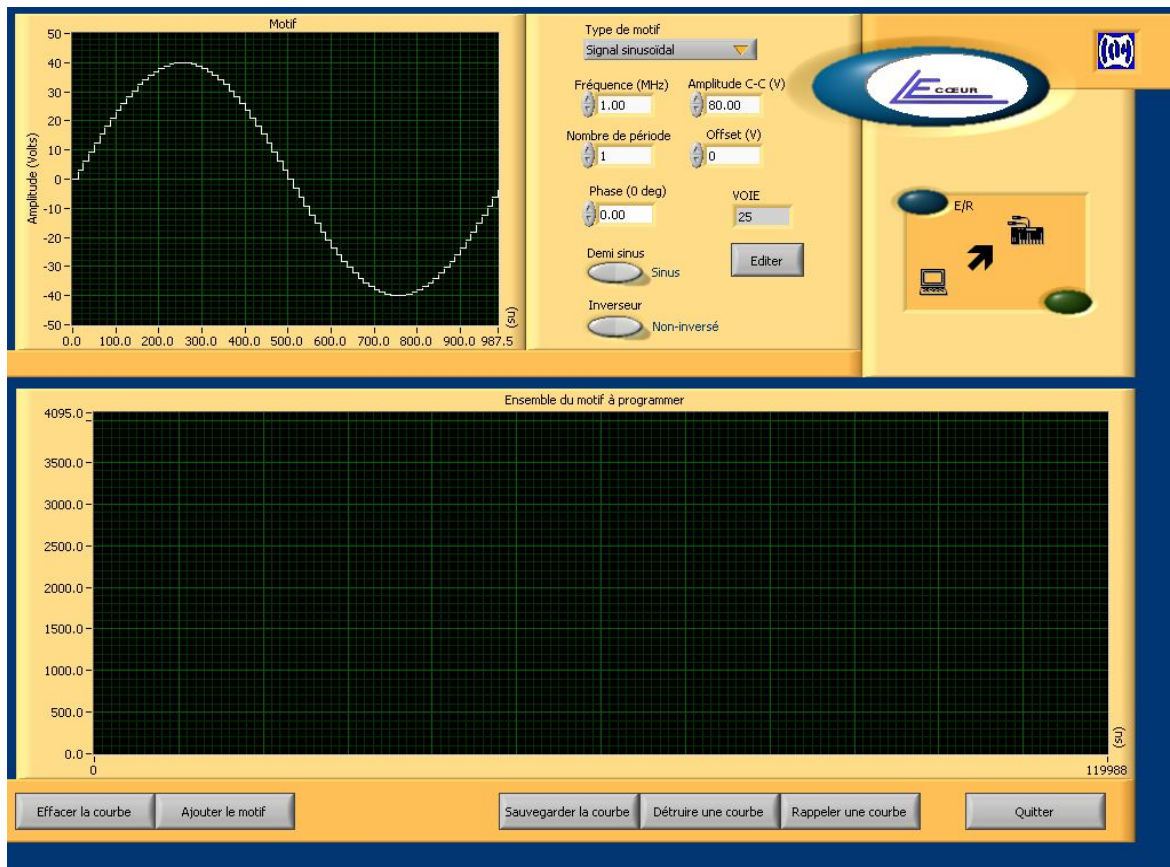 Motif
50
40
30
20
10
0
-10
-20
-30
-40
-50
Amplitude (Volts)
0.0 100.0 200.0 300.0 400.0 500.0 600.0 700.0 800.0 900.0 987.5
(ns)
Type de motif
Signal sinusoïdal
Fréquence (MHz) Amplitude C-C (V)
1.00 80.00
Nombre de période Offset (V)
1 0
Phase (0 deg) VOIE
0.00 25
Demi sinus
Sinus
Editer
Inverseur
Non-inversé
LE CŒUR
E/R
Ensemble du motif à programmer
4095.0
3500.0
3000.0
2500.0
2000.0
1500.0
1000.0
500.0
0.0
0 119988
(ns)
Effacer la courbe Ajouter le motif Sauvegarder la courbe Détruire une courbe Rappeler une courbe Quitter